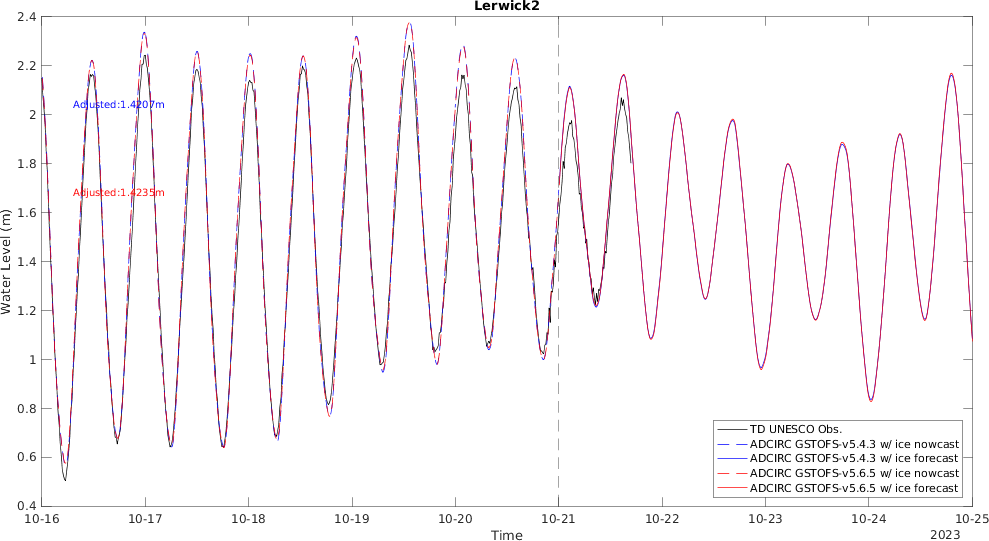 Lerwick2
2.4
2.2
2
1.8
1.6
1.4
1.2
1
0.8
0.6
0.4
Water Level (m)
Adjusted:1.4207m
Adjusted:1.4235m
TD UNESCO Obs.
ADCIRC GSTOFS-v5.4.3 w/ ice nowcast
ADCIRC GSTOFS-v5.4.3 w/ ice forecast
ADCIRC GSTOFS-v5.6.5 w/ ice nowcast
ADCIRC GSTOFS-v5.6.5 w/ ice forecast
10-16 10-17 10-18 10-19 10-20 10-21 10-22 10-23 10-24 10-25
Time
2023